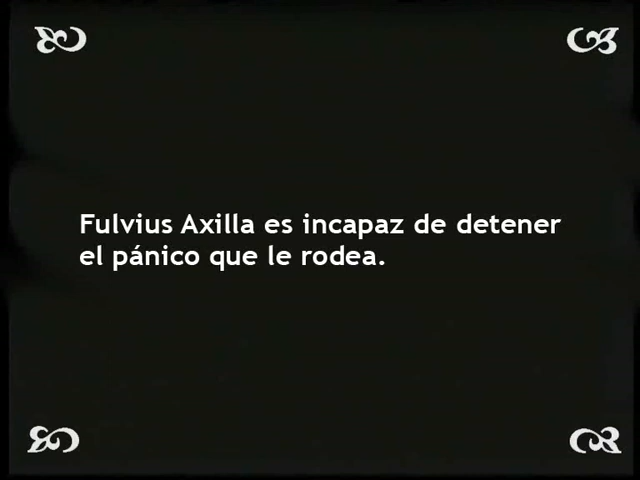 Fulvius Axilla es incapaz de detener
el pánico que le rodea.